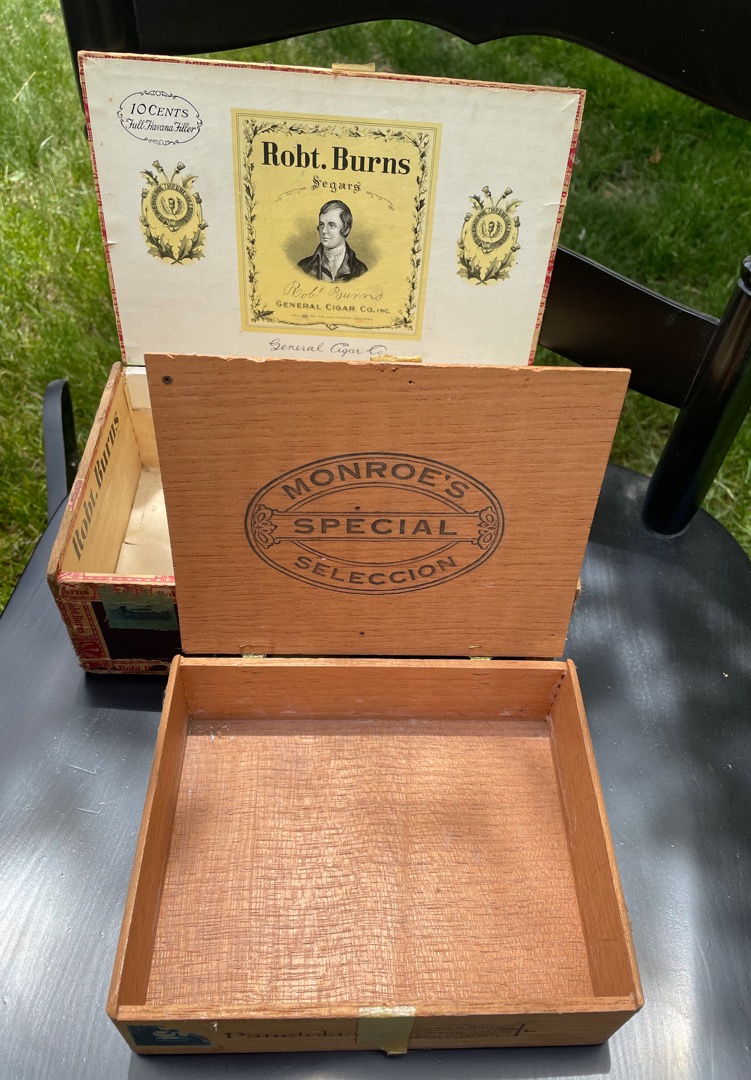 10 CENTS
Full Havana Filler
Robt. Burns
Segars
Robt Burns
GENERAL CIGAR CO. INC.
General Cigar Co
Robt. Burns
MONROE'S
SPECIAL
SELECCION
Panetelas